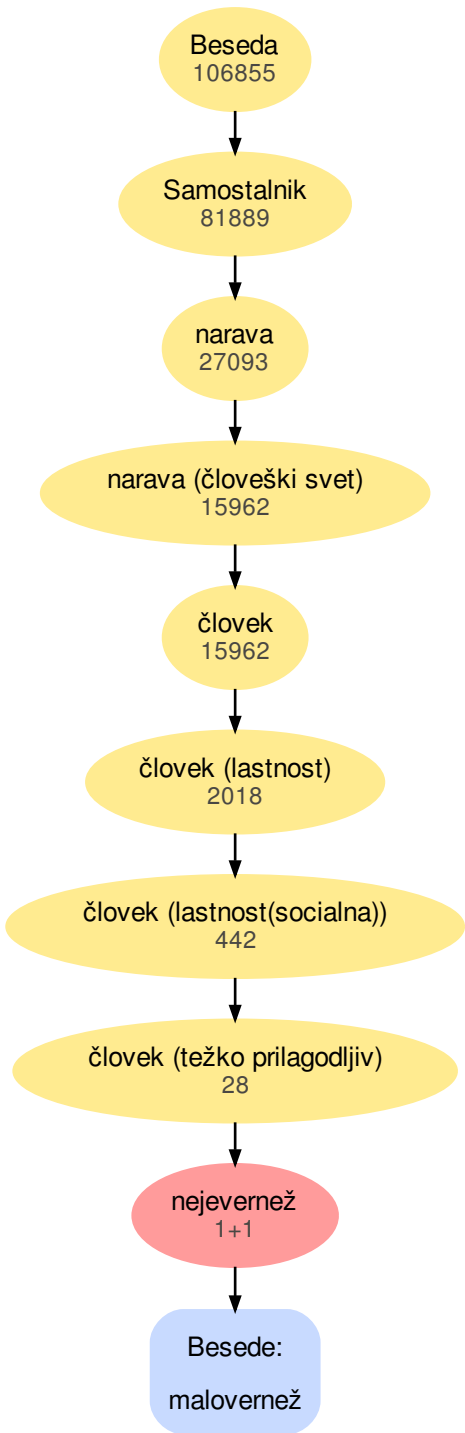 Beseda
106855
Samostalnik
81889
narava
27093
narava (človeški svet)
15962
človek
15962
človek (lastnost)
2018
človek (lastnost(socialna))
442
človek (težko prilagodljiv)
28
nejevernež
1+1
Besede:
malovernež